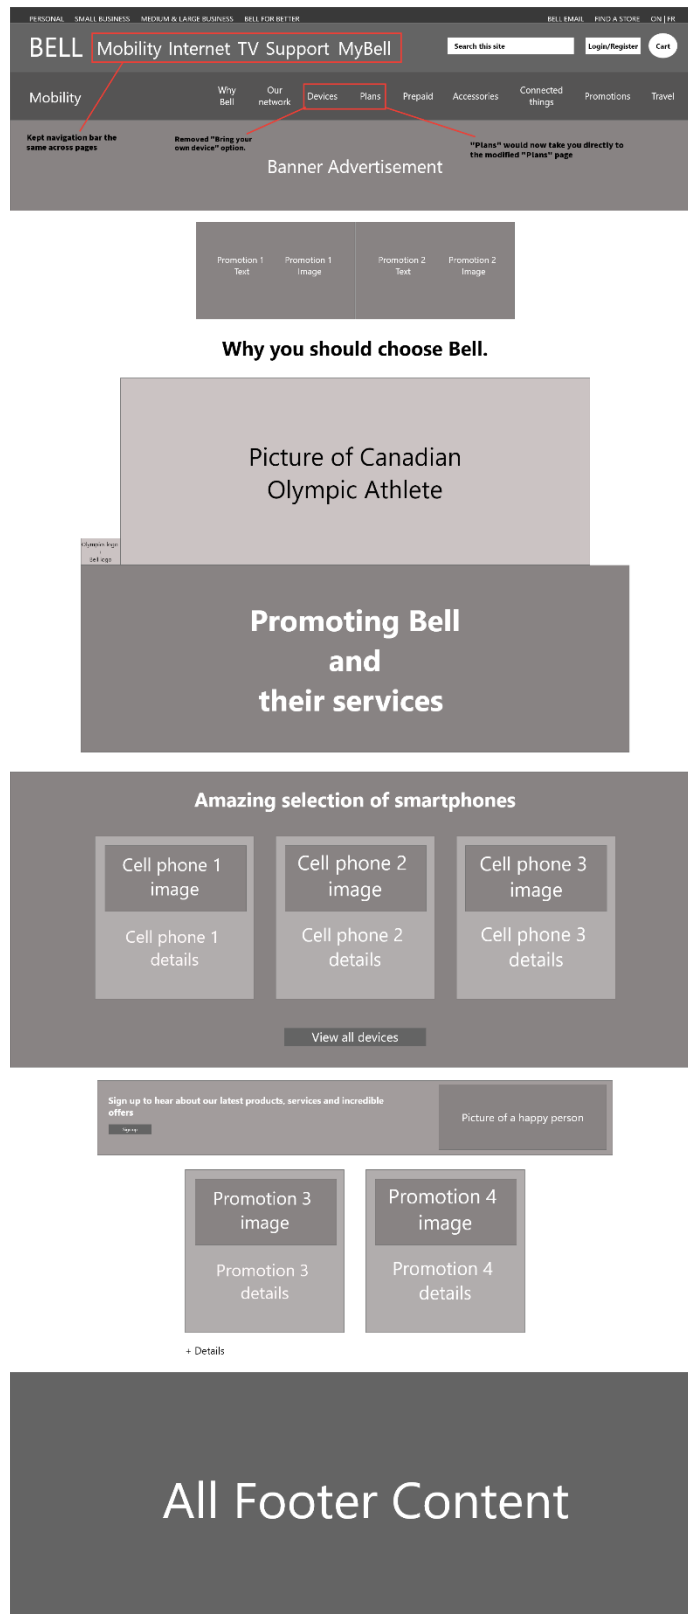 PERSONAL SMALL BUSINESS MEDIUM & LARGE BUSINESS BELL FOR BETTER BELL EMAIL FIND A STORE ON | FR
BELL Mobility Internet TV Support MyBell Search this site Login/Register Cart
Mobility Why Bell Our network Devices Plans Prepaid Accessories Connected things Promotions Travel
Kept navigation bar the
same across pages
Removed "Bring your
own device" option.
"Plans" would now take you directly to
the modified "Plans" page
Banner Advertisement
Promotion 1
Text
Promotion 1
Image
Promotion 2
Text
Promotion 2
Image
Why you should choose Bell.
Picture of Canadian
Olympic Athlete
Olympics logo
+
Bell logo
Promoting Bell
and
their services
Amazing selection of smartphones
Cell phone 1
image
Cell phone 1
details
Cell phone 2
image
Cell phone 2
details
Cell phone 3
image
Cell phone 3
details
View all devices
Sign up to hear about our latest products, services and incredible
offers
Sign up
Picture of a happy person
Promotion 3
image
Promotion 3
details
Promotion 4
image
Promotion 4
details
+ Details
All Footer Content